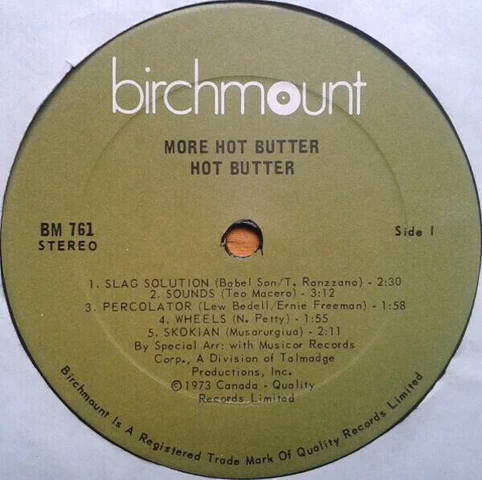 birchmount
MORE HOT BUTTER
HOT BUTTER
BM 761
STEREO
Side 1
1. SLAG SOLUTION (Babel Son/T. Ranzzano) - 2:30
2. SOUNDS (Teo Macero) - 3:12
3. PERCOLATOR (Lew Bedell/Ernie Freeman) - 1:58
4. WHEELS (N. Petty) - 1:55
5. SKOKIAN (Musarurgiua) - 2:11
By Special Arr: with Musicor Records
Corp., A Division of Talmadge
Productions, Inc.
©1973 Canada - Quality
Records Limited
Birchmount Is A Registered Trade Mark Of Quality Records Limited